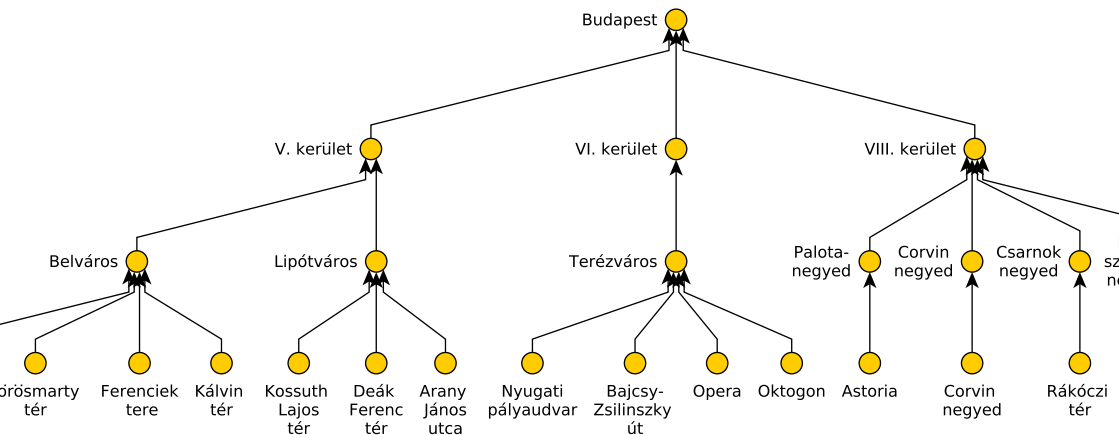 Budapest
V. kerület
VI. kerület
VIII. kerület
Belváros
Lipótváros
Terézváros
Palota-
negyed
Corvin
negyed
Csarnok
negyed
Ferenciek
tere
Kálvin
tér
Kossuth
Lajos
tér
Deák
Ferenc
tér
Arany
János
utca
Nyugati
pályaudvar
Bajcsy-
Zsilinszky
út
Opera
Oktogon
Astoria
Corvin
negyed
Rákóczi
tér
örösmarty
tér